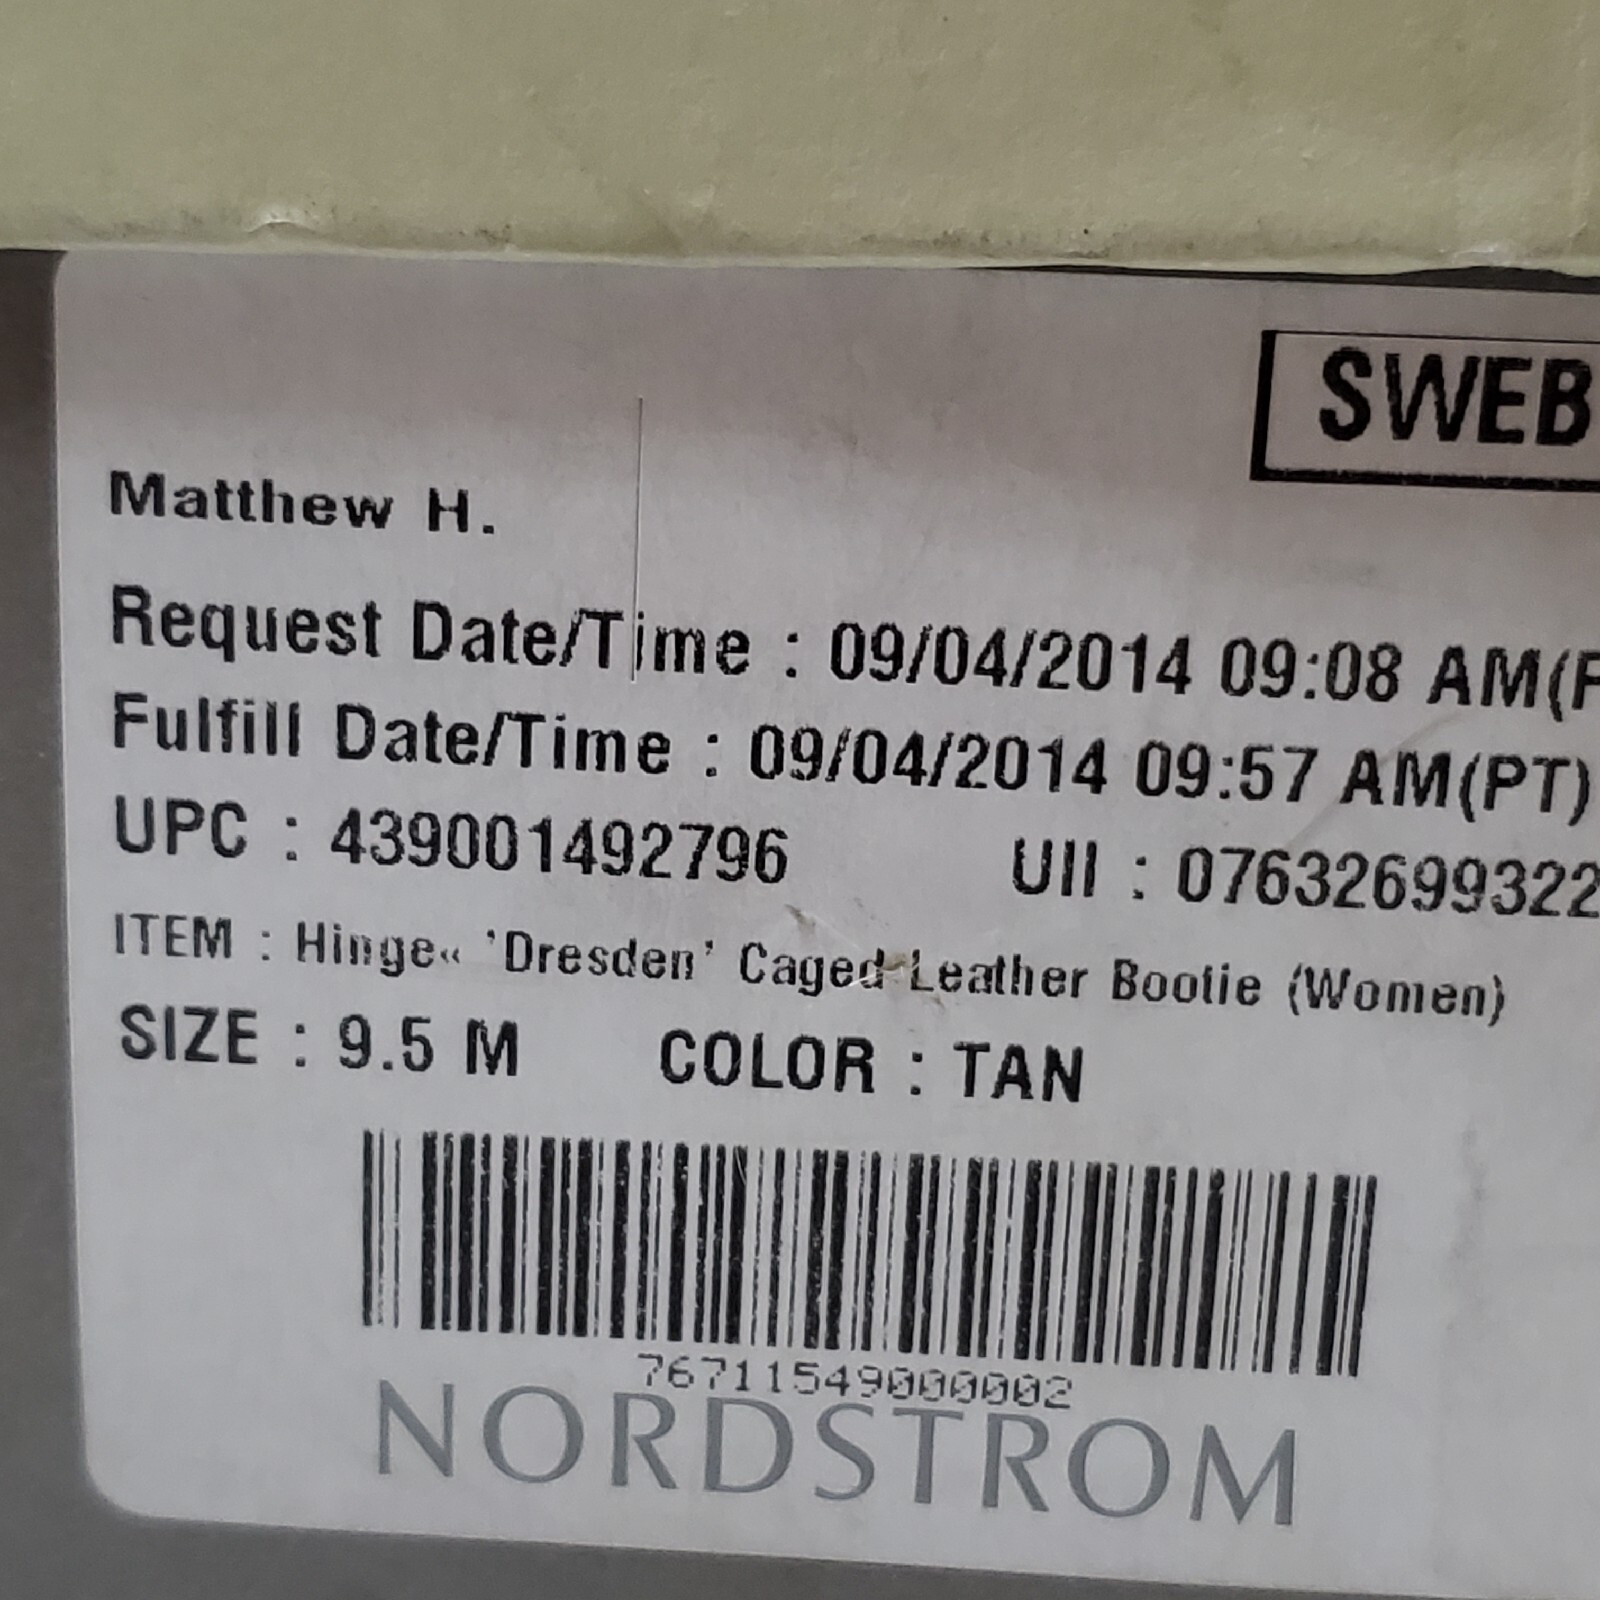 SWEB
Matthew H.
Request Date/Time : 09/04/2014 09:08 AM(P
Fulfill Date/Time : 09/04/2014 09:57 AM(PT)
UPC : 439001492796 UII : 07632699322
ITEM : Hinge« 'Dresden' Caged Leather Bootie (Women)
SIZE : 9.5 M COLOR : TAN
76711549000002
NORDSTROM